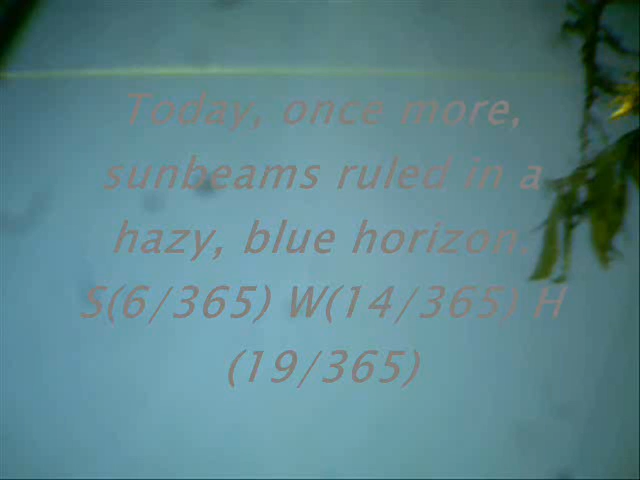 Today, once more,
sunbeams ruled in a
hazy, blue horizon.
S(6/365) W(14/365) H
(19/365)